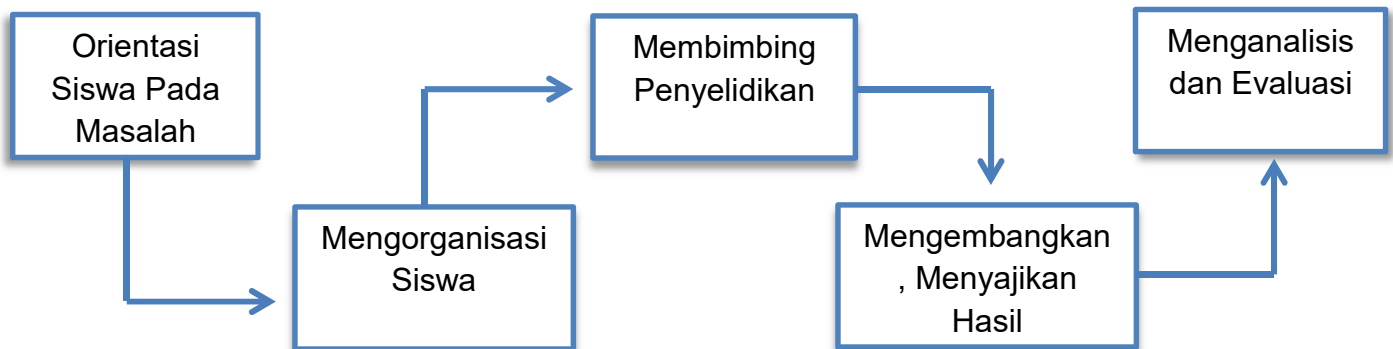 Orientasi
Siswa Pada
Masalah
Mengorganisasi
Siswa
Membimbing
Penyelidikan
Mengembangkan
, Menyajikan
Hasil
Menganalisis
dan Evaluasi